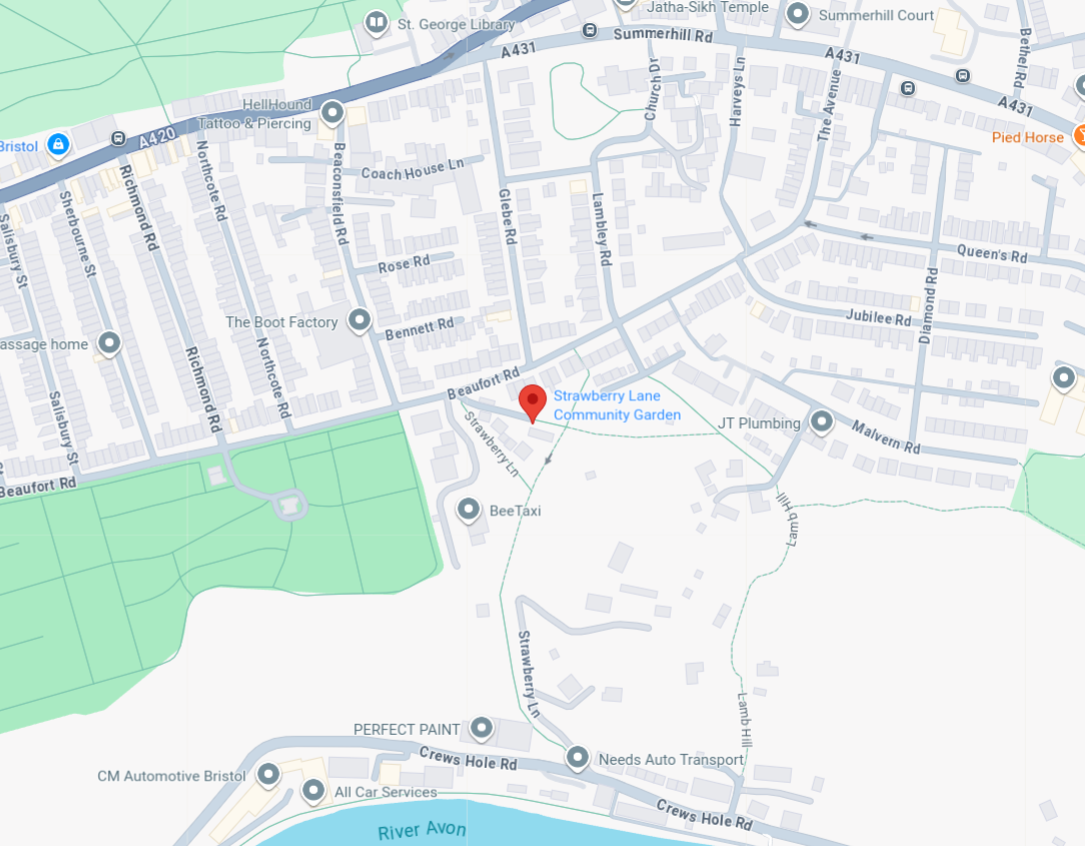 St. George Library
Jatha-Sikh Temple
Summerhill Court
A431
Summerhill Rd
A431
Bethel Rd
A431
Pied Horse
HellHound
Tattoo & Piercing
Bristol
A420
Church Dr
Harveys Ln
The Avenue
Coach House Ln
Northcote Rd
Beaconsfield Rd
Richmond Rd
Sherbourne St
Salisbury St
Glebe Rd
Lambley Rd
Queen's Rd
Rose Rd
Diamond Rd
Jubilee Rd
The Boot Factory
Bennett Rd
assage home
Northcote Rd
Richmond Rd
Salisbury St
Beaufort Rd
Strawberry Lane
Community Garden
JT Plumbing
Malvern Rd
Strawberry Ln
Beaufort Rd
BeeTaxi
Lamb Hill
Strawberry Ln
Lamb Hill
PERFECT PAINT
Crews Hole Rd
Needs Auto Transport
CM Automotive Bristol
All Car Services
Crews Hole Rd
River Avon